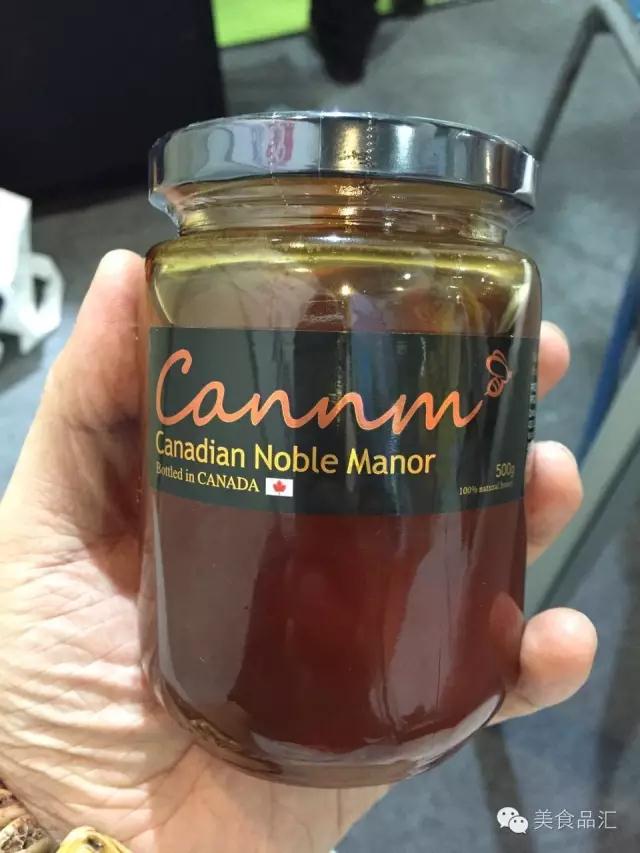 Cannm
Canadian Noble Manor
Bottled in CANADA
500g
100% natural honey
美食品汇